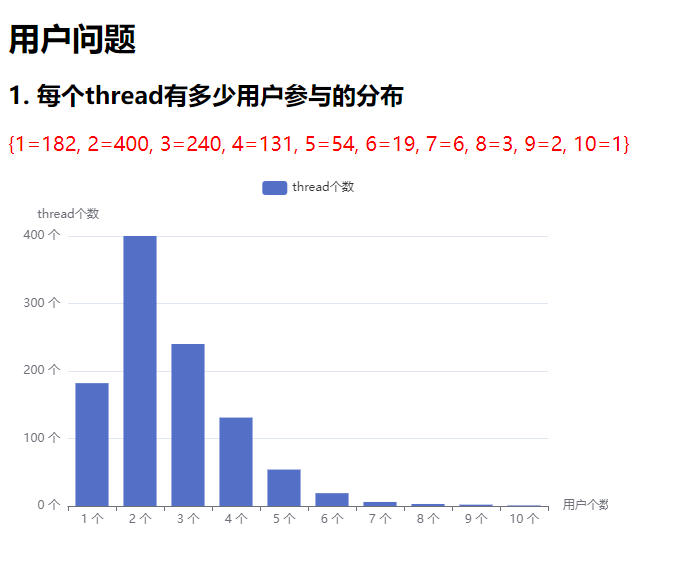 用户问题
1. 每个thread有多少用户参与的分布
{1=182, 2=400, 3=240, 4=131, 5=54, 6=19, 7=6, 8=3, 9=2, 10=1}
thread个数
thread个数
400 个
300 个
200 个
100 个
0 个
1 个 2 个 3 个 4 个 5 个 6 个 7 个 8 个 9 个 10 个
用户个数